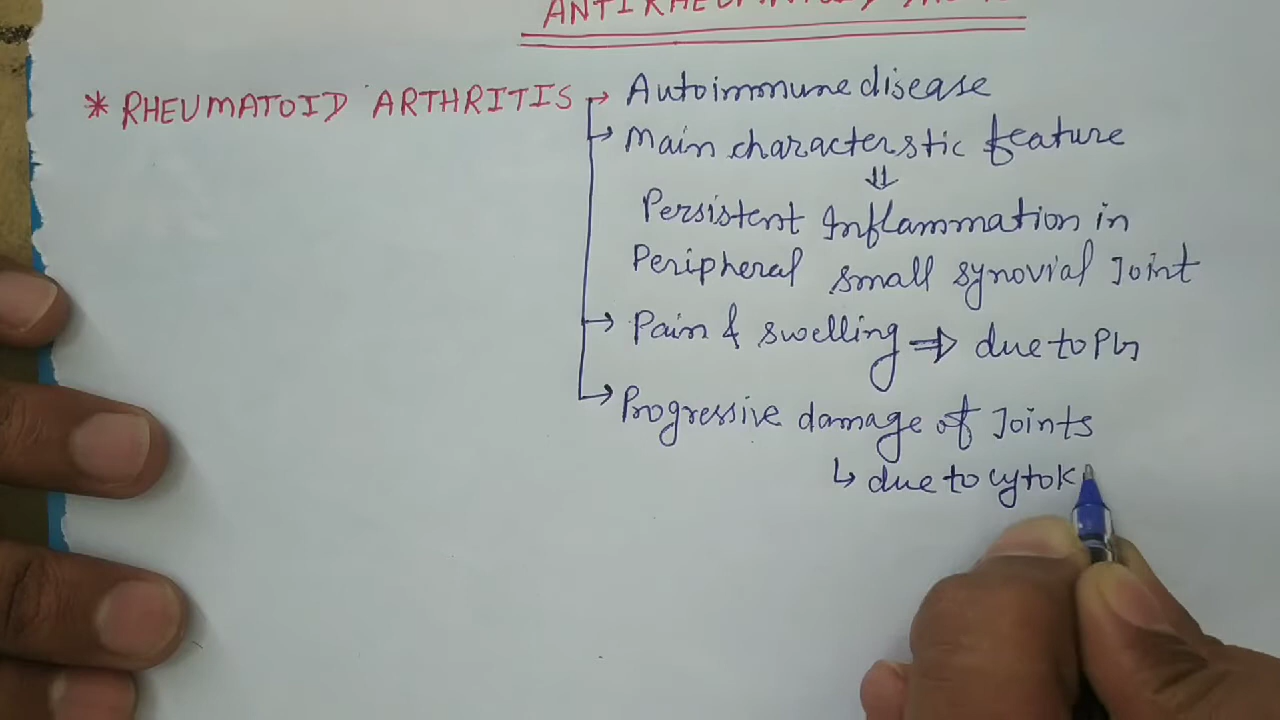 * RHEUMATOID ARTHRITIS → Autoimmune disease
→ Main characterstic feature
⇓
Persistent Inflammation in
Peripheral small synovial Joint
→ Pain & swelling ⇒ due to PGs
→ Progressive damage of Joints
↳ due to cytok